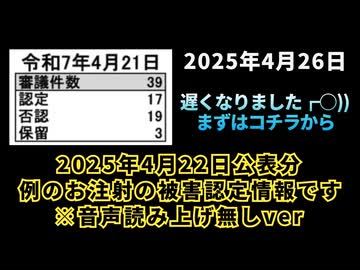 令和7年4月21日
審議件数 39
認定 17
否認 19
保留 3
2025年4月26日
遅くなりました┏○))
まずはコチラから
2025年4月22日公表分
例のお注射の被害認定情報です
※音声読み上げ無しver